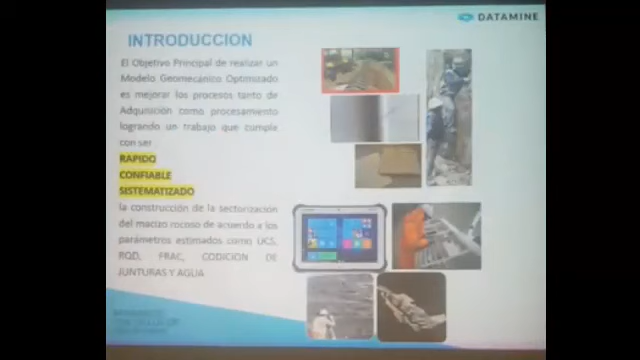 DATAMINE
INTRODUCCION
El Objetivo Principal de realizar un
Modelo Geomecánico Optimizado
es mejorar los procesos tanto de
Adquinición como procesamiento
logrando un trabajo que cumple
con ser
RAPIDO
CONFIABLE
SISTEMATIZADO
la construcción de la sectorización
del macizo rocoso de acuerdo a los
parámetros estimados como UCS,
RQD, FRAC, CODICION DE
JUNTURAS Y AGUA